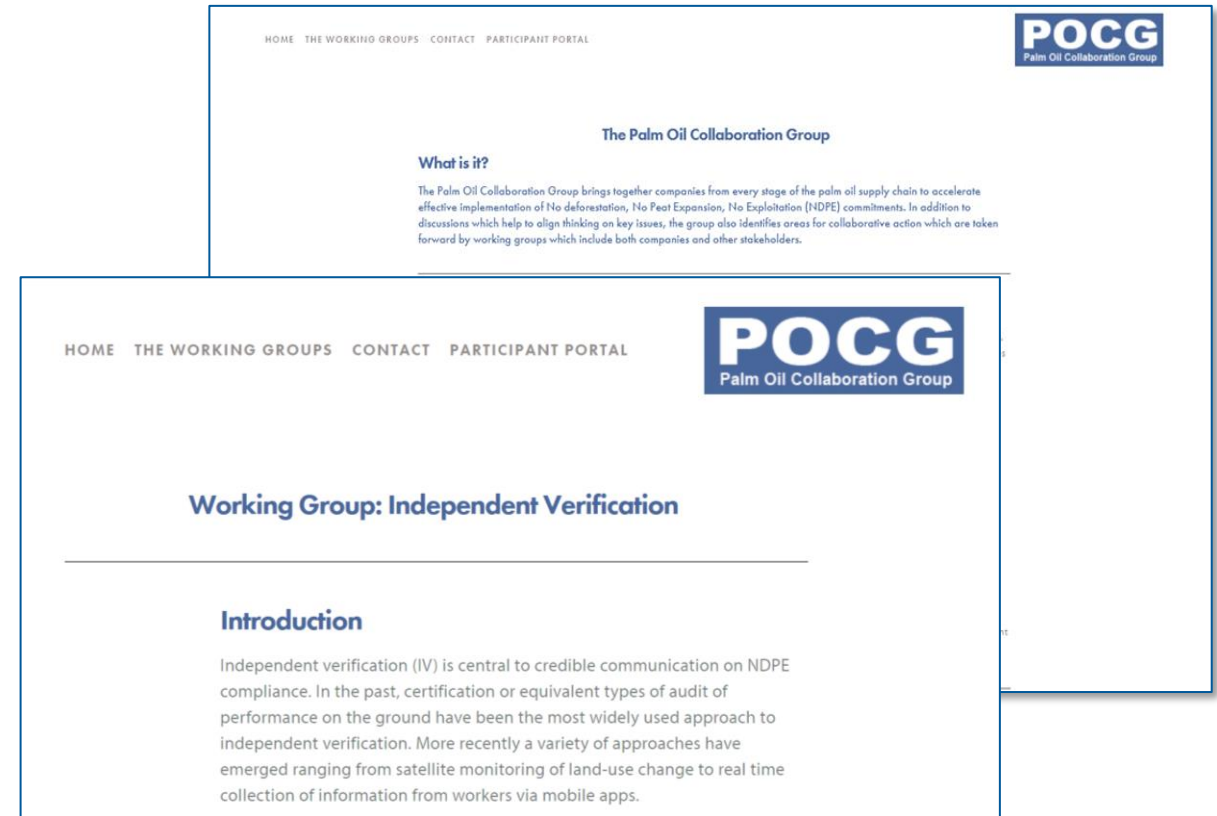 HOME THE WORKING GROUPS CONTACT PARTICIPANT PORTAL
POCG
Palm Oil Collaboration Group
The Palm Oil Collaboration Group
What is it?
The Palm Oil Collaboration Group brings together companies from every stage of the palm oil supply chain to accelerate
effective implementation of No deforestation, No Peat Expansion, No Exploitation (NDPE) commitments. In addition to
discussions which help to align thinking on key issues, the group also identifies areas for collaborative action which are taken
forward by working groups which include both companies and other stakeholders.
HOME THE WORKING GROUPS CONTACT PARTICIPANT PORTAL
POCG
Palm Oil Collaboration Group
Working Group: Independent Verification
Introduction
Independent verification (IV) is central to credible communication on NDPE
compliance. In the past, certification or equivalent types of audit of
performance on the ground have been the most widely used approach to
independent verification. More recently a variety of approaches have
emerged ranging from satellite monitoring of land-use change to real time
collection of information from workers via mobile apps.